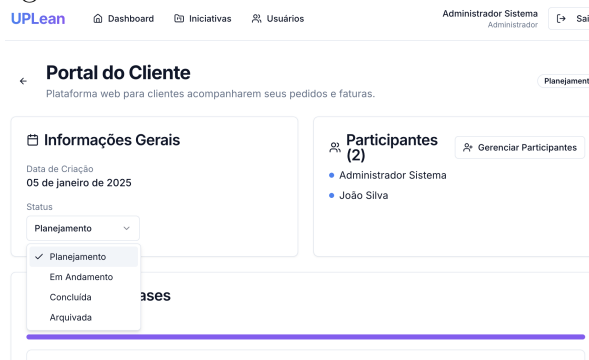 UPLean
Dashboard
Iniciativas
Usuários
Administrador Sistema
Administrador
Sai
Portal do Cliente
Plataforma web para clientes acompanharem seus pedidos e faturas.
Planejament
Informações Gerais
Data de Criação
05 de janeiro de 2025
Status
Planejamento
Planejamento
Em Andamento
Concluída
Arquivada
Participantes
(2)
Gerenciar Participantes
Administrador Sistema
João Silva
ases